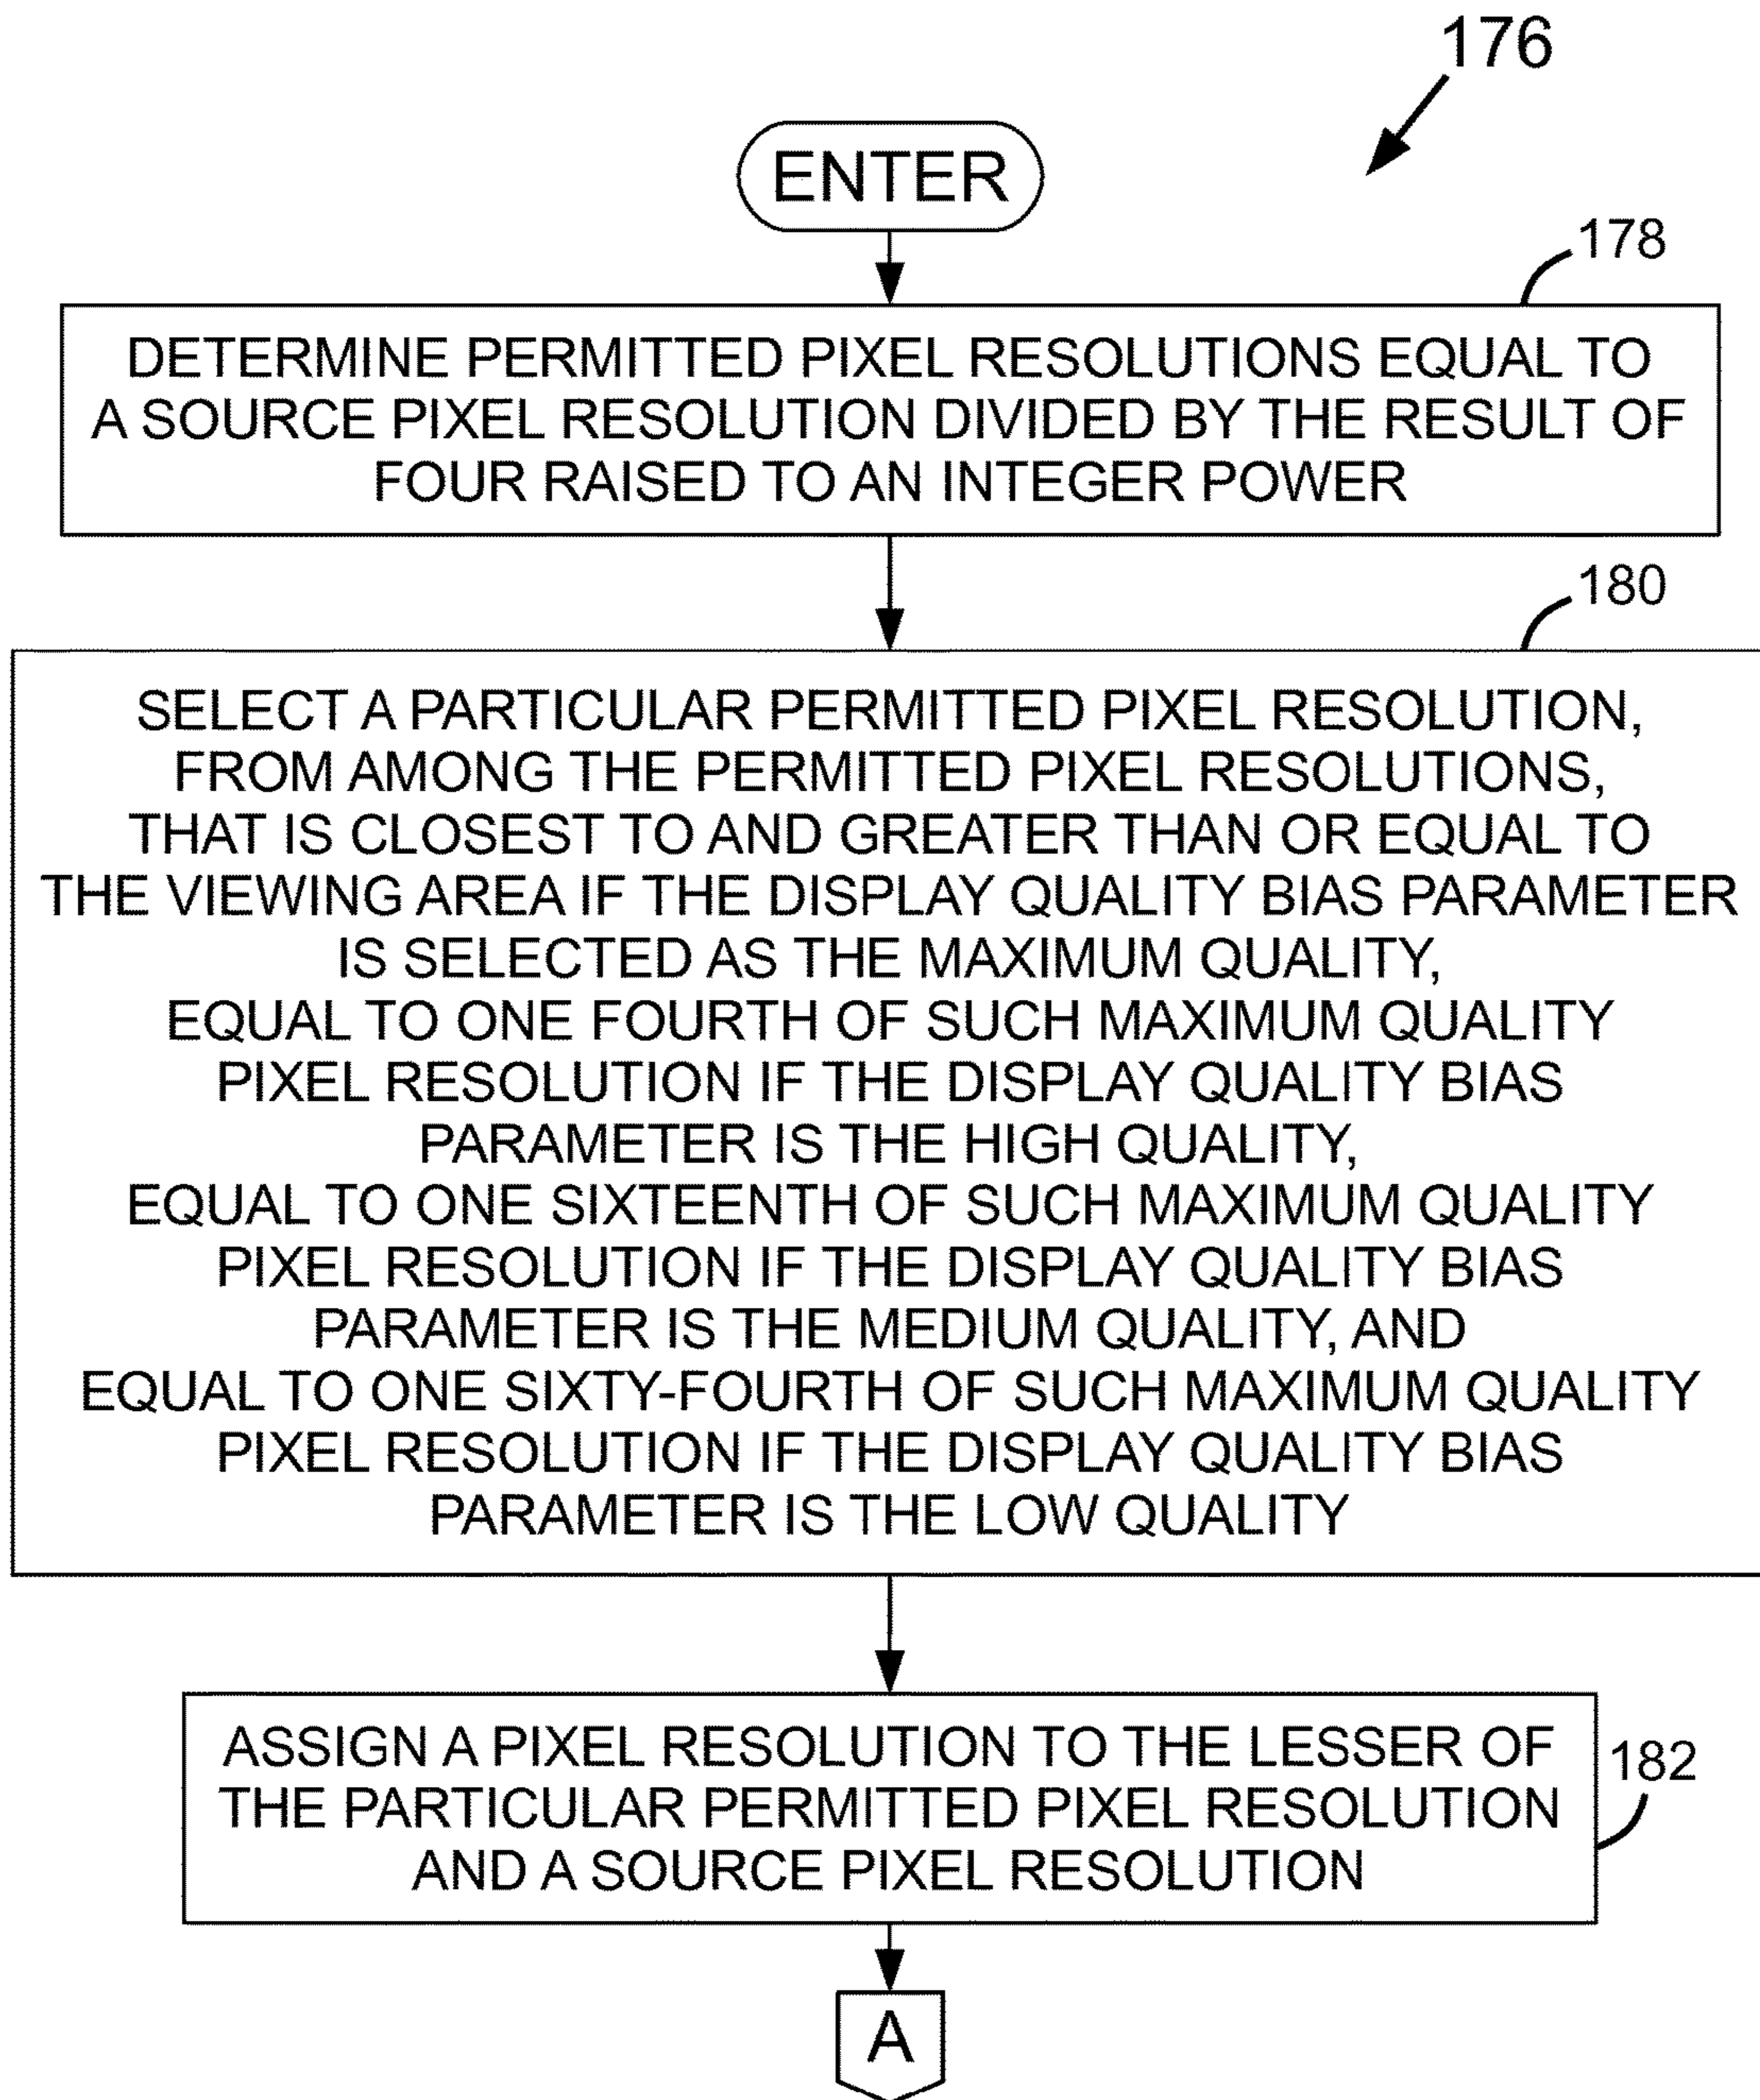 176
ENTER
178
DETERMINE PERMITTED PIXEL RESOLUTIONS EQUAL TO
A SOURCE PIXEL RESOLUTION DIVIDED BY THE RESULT OF
FOUR RAISED TO AN INTEGER POWER
180
SELECT A PARTICULAR PERMITTED PIXEL RESOLUTION,
FROM AMONG THE PERMITTED PIXEL RESOLUTIONS,
THAT IS CLOSEST TO AND GREATER THAN OR EQUAL TO
THE VIEWING AREA IF THE DISPLAY QUALITY BIAS PARAMETER
IS SELECTED AS THE MAXIMUM QUALITY,
EQUAL TO ONE FOURTH OF SUCH MAXIMUM QUALITY
PIXEL RESOLUTION IF THE DISPLAY QUALITY BIAS
PARAMETER IS THE HIGH QUALITY,
EQUAL TO ONE SIXTEENTH OF SUCH MAXIMUM QUALITY
PIXEL RESOLUTION IF THE DISPLAY QUALITY BIAS
PARAMETER IS THE MEDIUM QUALITY, AND
EQUAL TO ONE SIXTY-FOURTH OF SUCH MAXIMUM QUALITY
PIXEL RESOLUTION IF THE DISPLAY QUALITY BIAS
PARAMETER IS THE LOW QUALITY
ASSIGN A PIXEL RESOLUTION TO THE LESSER OF
THE PARTICULAR PERMITTED PIXEL RESOLUTION
AND A SOURCE PIXEL RESOLUTION
182
A